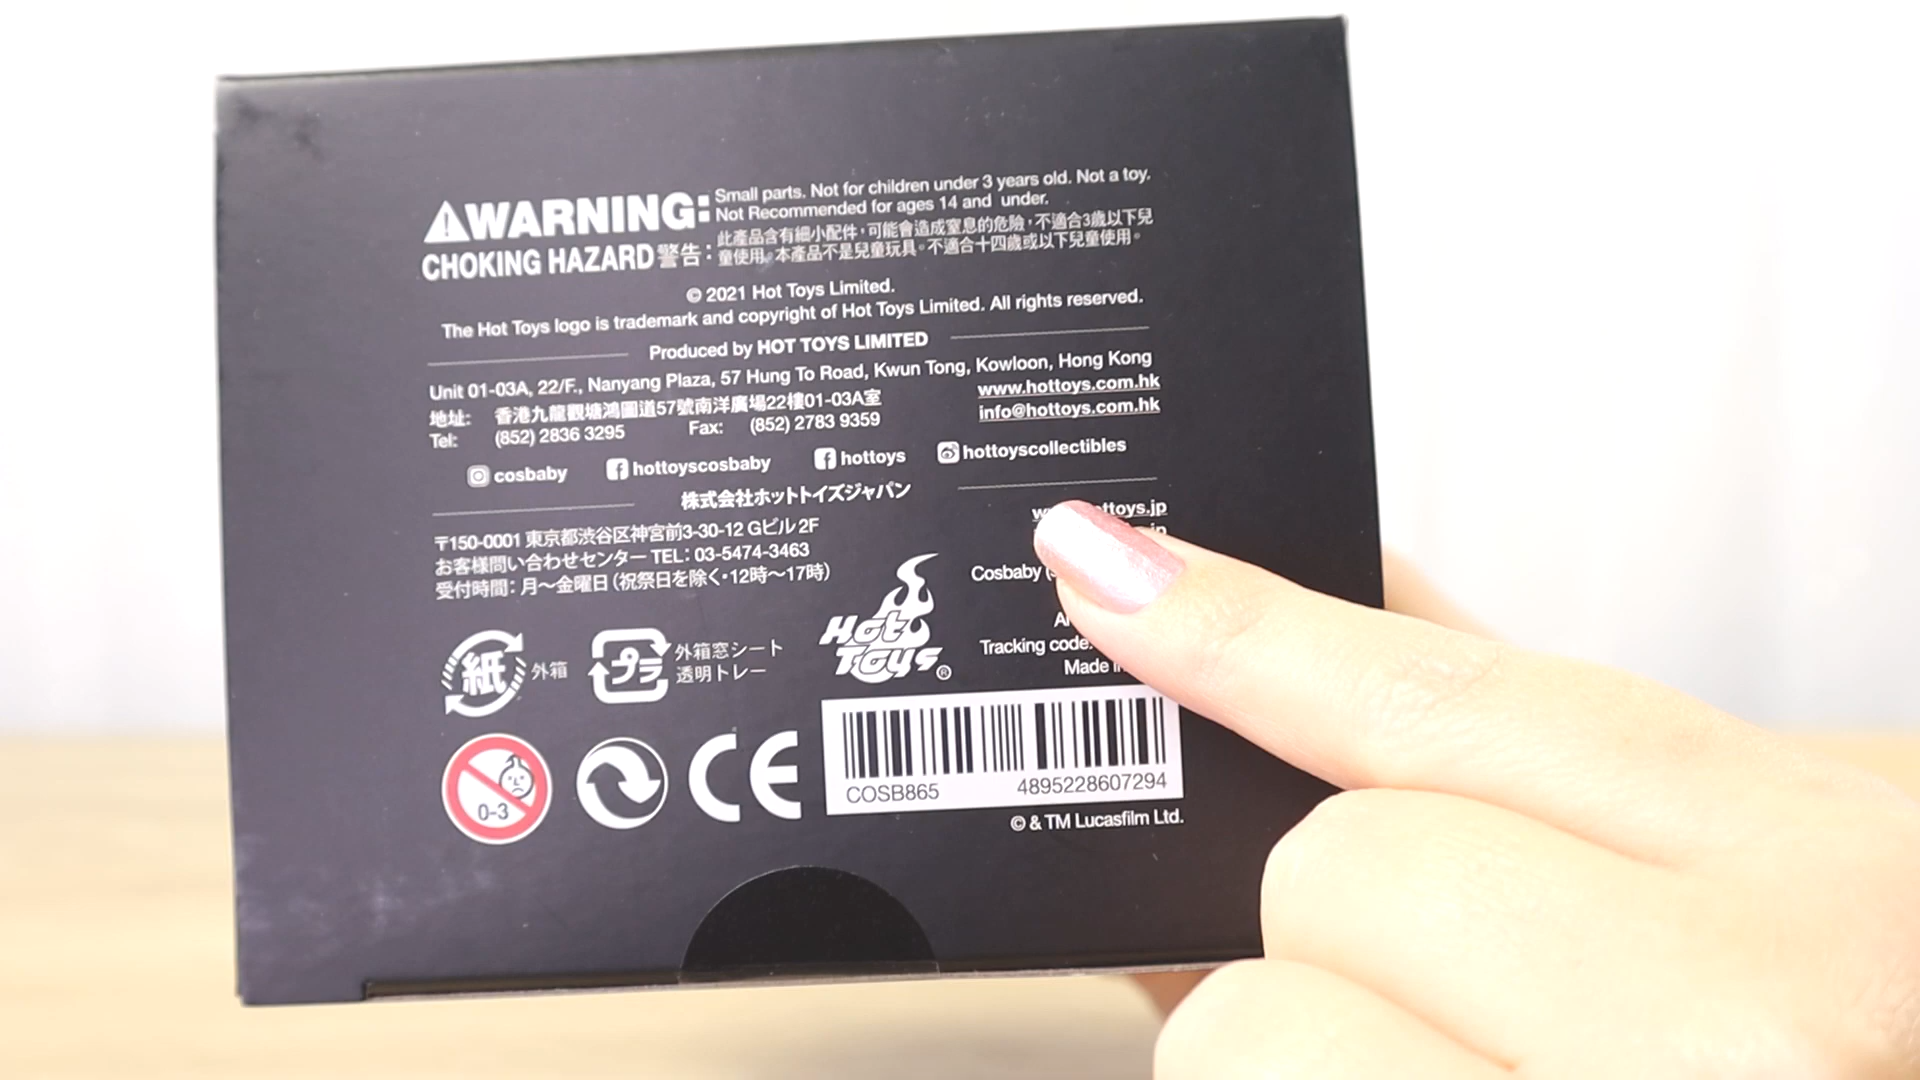 WARNING:
CHOKING HAZARD 警告：
Small parts. Not for children under 3 years old. Not a toy.
Not Recommended for ages 14 and under.
此產品含有細小配件，可能會造成窒息的危險，不適合3歲以下兒
童使用。本產品不是兒童玩具。不適合十四歲或以下兒童使用。
© 2021 Hot Toys Limited.
The Hot Toys logo is trademark and copyright of Hot Toys Limited. All rights reserved.
Produced by HOT TOYS LIMITED
Unit 01-03A, 22/F., Nanyang Plaza, 57 Hung To Road, Kwun Tong, Kowloon, Hong Kong
地址: 香港九龍觀塘鴻圖道57號南洋廣場22樓01-03A室
Tel: (852) 2836 3295 Fax: (852) 2783 9359
www.hottoys.com.hk
info@hottoys.com.hk
cosbaby hottoyscosbaby hottoys hottoyscollectibles
株式会社ホットトイズジャパン
〒150-0001 東京都渋谷区神宮前3-30-12 Gビル2F
お客様問い合わせセンター TEL: 03-5474-3463
受付時間: 月～金曜日（祝祭日を除く・12時～17時）
Cosbaby
Tracking code:
Made
紙 外箱
プラ 外箱窓シート
透明トレー
Hot
Toys®
0-3
CE
COSB865 4895228607294
© & TM Lucasfilm Ltd.